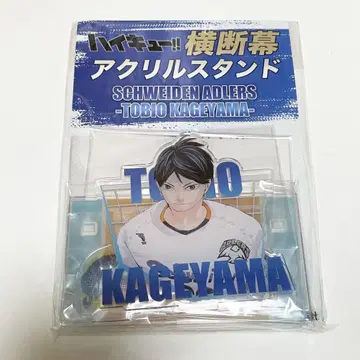 ハイキュー!! 横断幕
アクリルスタンド
SCHWEIDEN ADLERS
-TOBIO KAGEYAMA-
TOBIO
KAGEYAMA